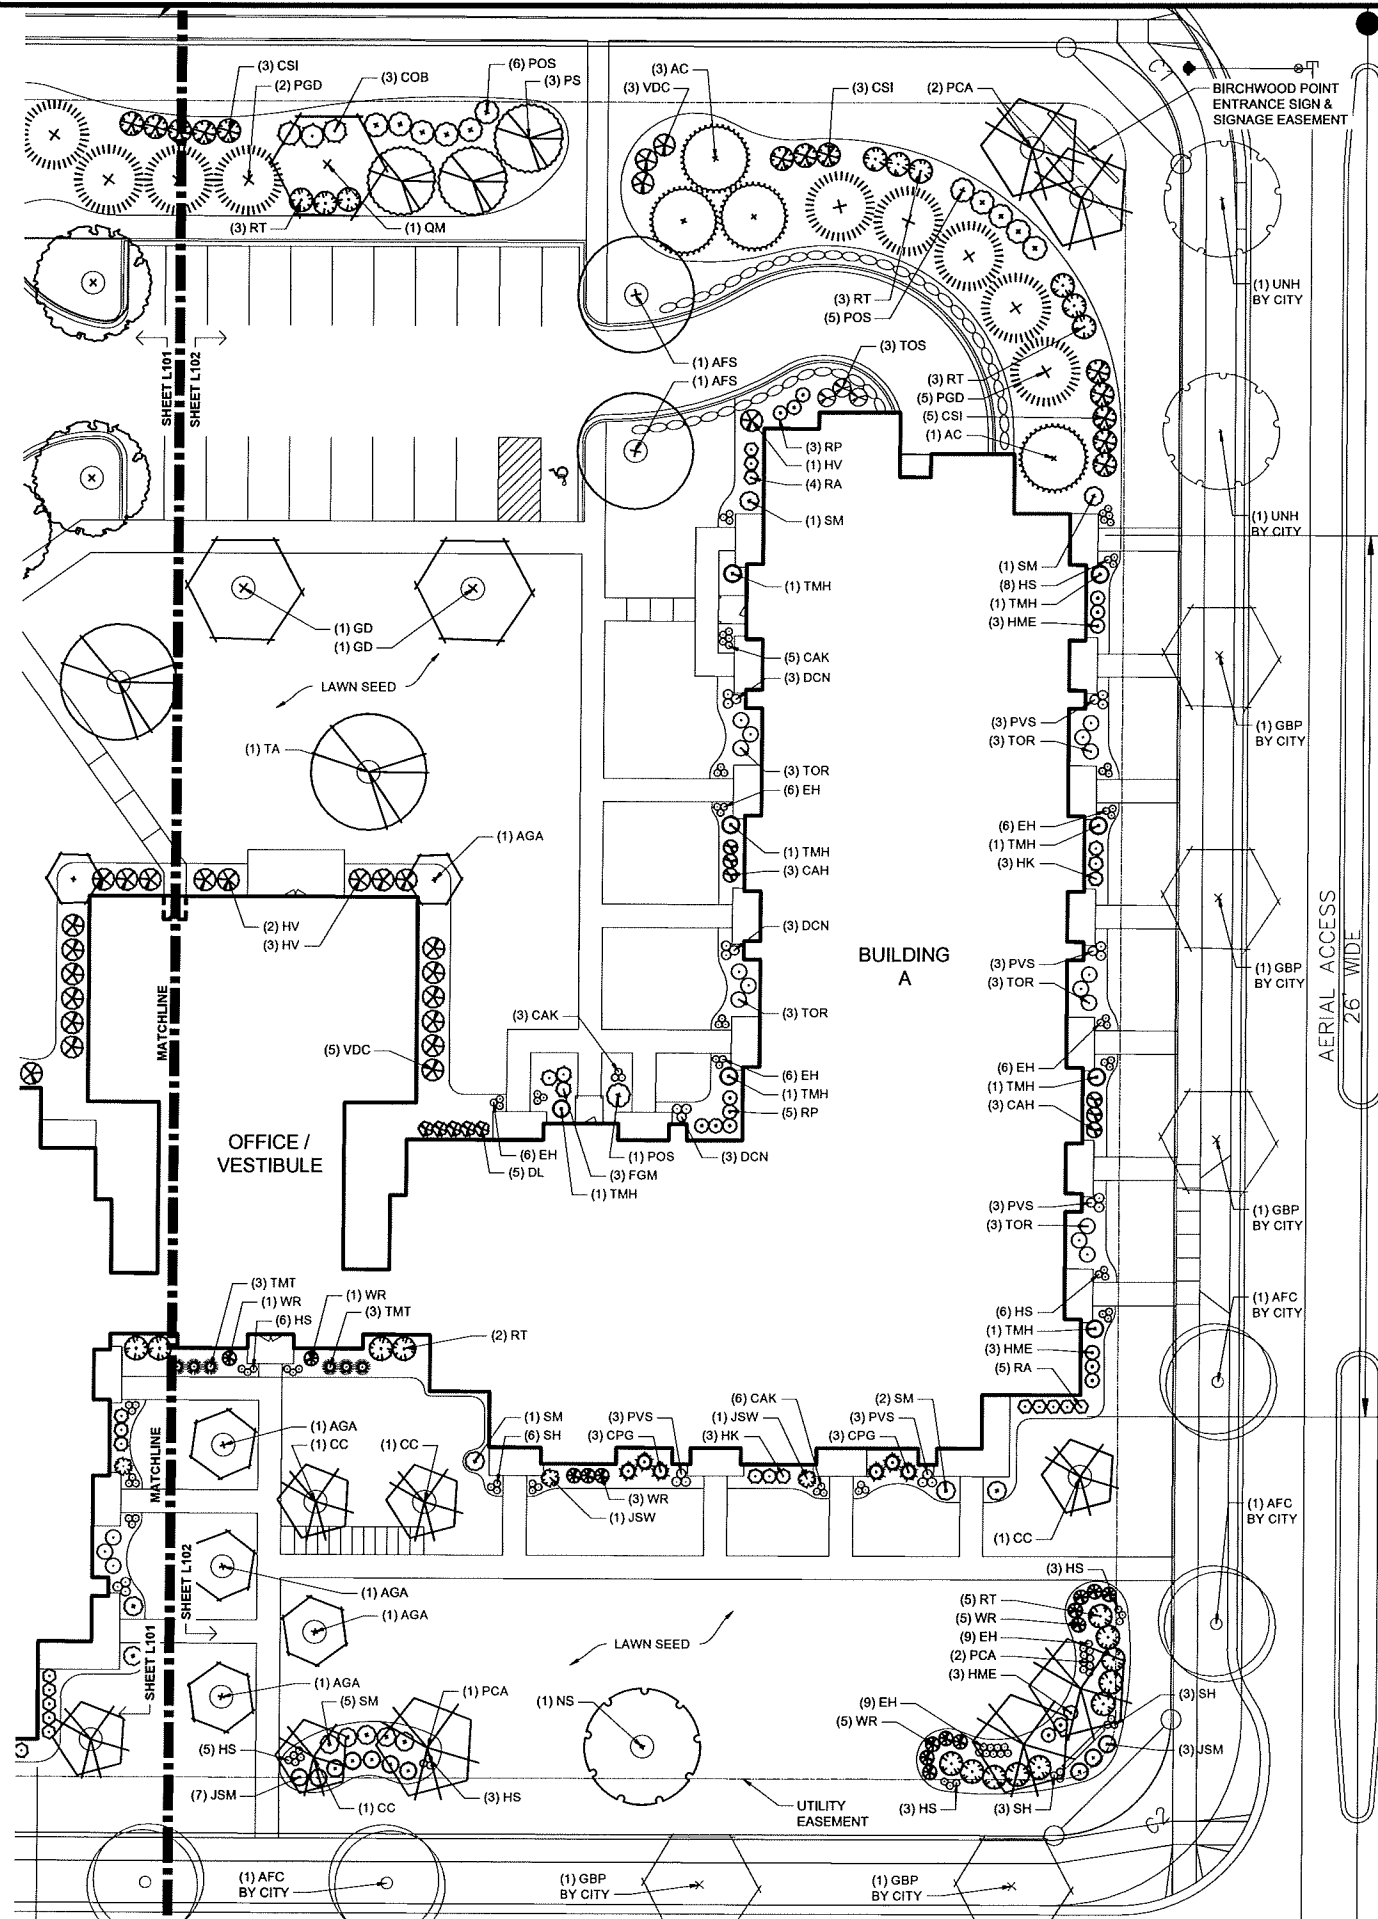 (3) CSI
(2) PGD
(3) COB
(6) POS
(3) PS
(3) AC
(3) VDC
(3) CSI
(2) PCA
C1
BIRCHWOOD POINT
ENTRANCE SIGN &
SIGNAGE EASEMENT
(3) RT
(1) QM
(1) UNH
BY CITY
(3) RT
(5) POS
(3) TOS
SHEET L101
SHEET L102
(1) AFS
(1) AFS
(3) RT
(5) PGD
(5) CSI
(1) AC
(3) RP
(1) HV
(4) RA
(1) SM
(1) UNH
BY CITY
(1) SM
(8) HS
(1) TMH
(3) HME
(1) TMH
(1) GD
(1) GD
LAWN SEED
(5) CAK
(3) DCN
(3) PVS
(3) TOR
(1) GBP
BY CITY
(1) TA
(3) TOR
(6) EH
(6) EH
(1) TMH
(3) HK
(1) AGA
(1) TMH
(3) CAH
(2) HV
(3) HV
(3) DCN
BUILDING
A
(3) PVS
(3) TOR
(1) GBP
BY CITY
AERIAL ACCESS
26' WIDE
MATCHLINE
(3) CAK
(3) TOR
(5) VDC
(6) EH
(1) TMH
(5) RP
(6) EH
(1) TMH
(3) CAH
OFFICE /
VESTIBULE
(6) EH
(5) DL
(1) POS
(3) FGM
(1) TMH
(3) DCN
(3) PVS
(3) TOR
(1) GBP
BY CITY
(3) TMT
(1) WR
(6) HS
(1) WR
(3) TMT
(2) RT
(6) HS
(1) TMH
(3) HME
(5) RA
(1) AFC
BY CITY
(1) AGA
(1) CC
(1) CC
(1) SM
(6) SH
(3) PVS
(3) CPG
(6) CAK
(1) JSW
(3) HK
(2) SM
(3) PVS
(3) CPG
MATCHLINE
(3) WR
(1) JSW
(1) CC
(1) AFC
BY CITY
SHEET L102
SHEET L101
(1) AGA
(1) AGA
(3) HS
(5) RT
(5) WR
(9) EH
(2) PCA
(3) HME
LAWN SEED
(1) AGA
(5) SM
(1) PCA
(1) NS
(9) EH
(5) WR
(3) SH
(3) JSM
(5) HS
(7) JSM
(1) CC
(3) HS
UTILITY
EASEMENT
(3) HS
(3) SH
C2
(1) AFC
BY CITY
(1) GBP
BY CITY
(1) GBP
BY CITY